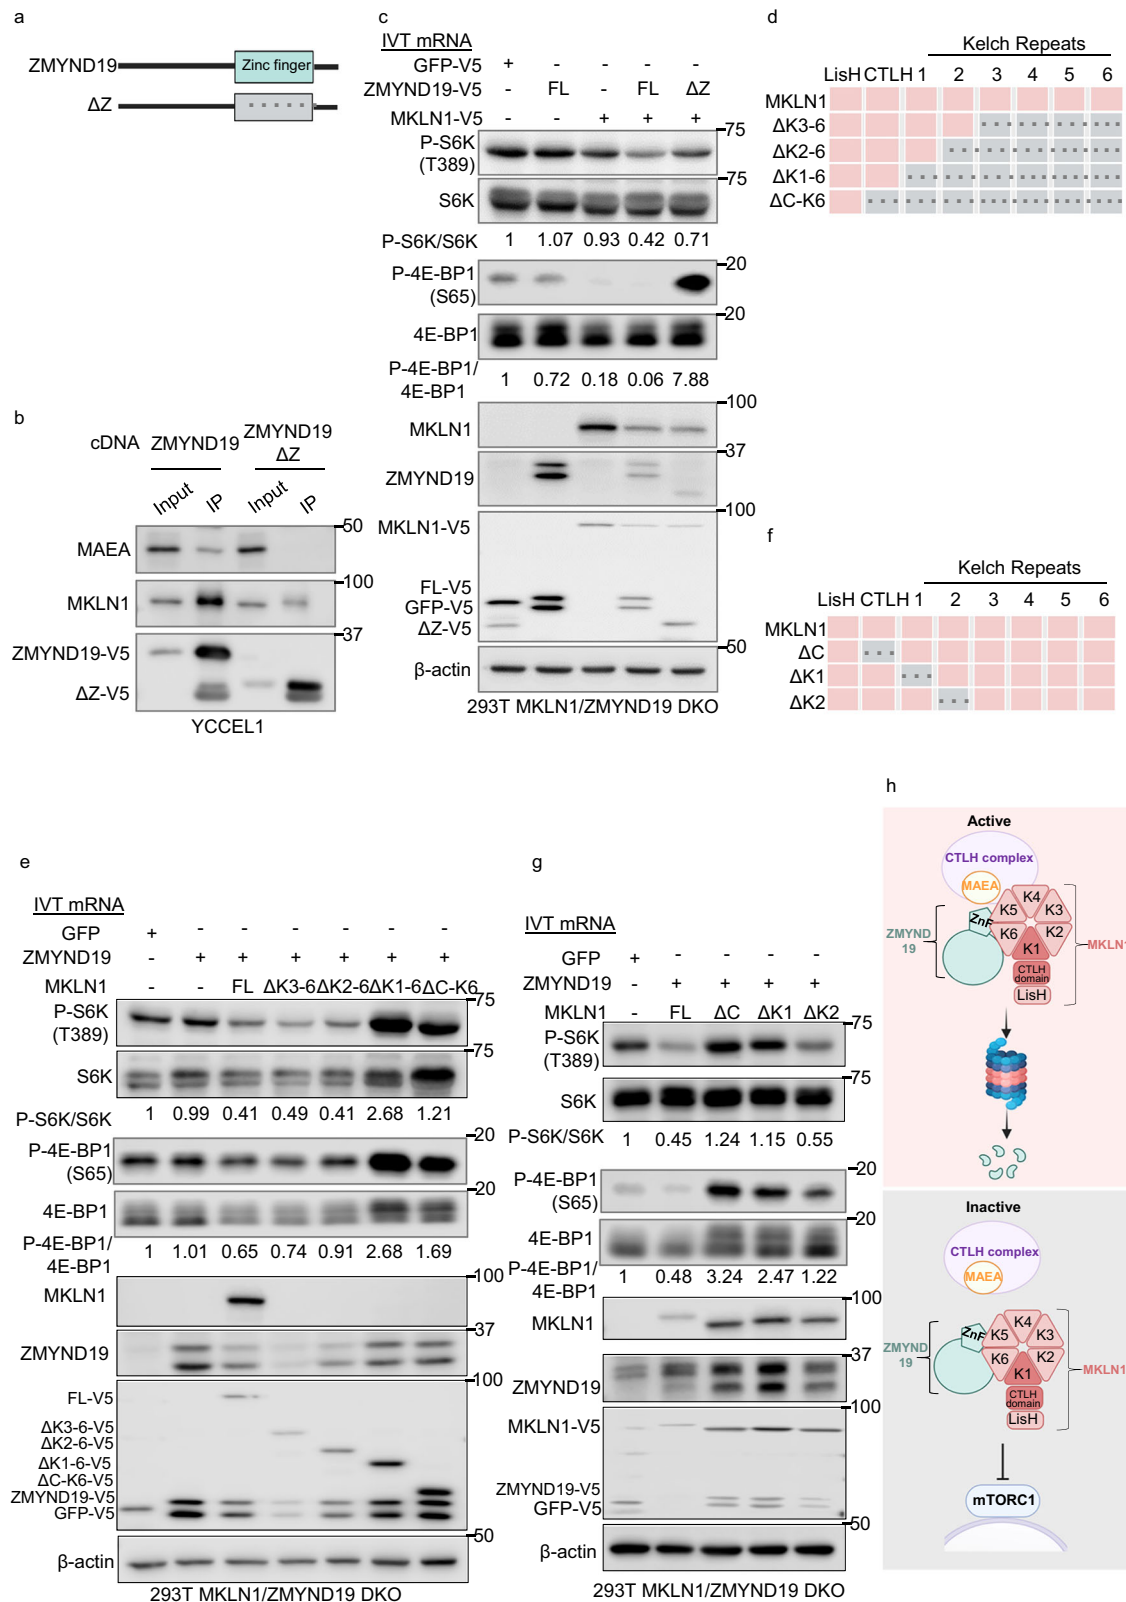 a
ZMYND19
Zinc finger
ΔZ
b
cDNA
ZMYND19
ZMYND19 ΔZ
Input
IP
Input
IP
MAEA
50
MKLN1
100
ZMYND19-V5
37
ΔZ-V5
YCCEL1
c
IVT mRNA
GFP-V5 + - - - -
ZMYND19-V5 - FL - FL ΔZ
MKLN1-V5 - - + + +
P-S6K (T389)
75
S6K
75
P-S6K/S6K 1 1.07 0.93 0.42 0.71
P-4E-BP1 (S65)
20
4E-BP1
20
P-4E-BP1/ 4E-BP1 1 0.72 0.18 0.06 7.88
MKLN1
100
ZMYND19
37
MKLN1-V5
100
FL-V5
GFP-V5
ΔZ-V5
β-actin
50
293T MKLN1/ZMYND19 DKO
d
Kelch Repeats
LisH CTLH 1 2 3 4 5 6
MKLN1
ΔK3-6
ΔK2-6
ΔK1-6
ΔC-K6
e
IVT mRNA
GFP + - - - - - -
ZMYND19 - + + + + + +
MKLN1 - - FL ΔK3-6 ΔK2-6 ΔK1-6 ΔC-K6
P-S6K (T389)
75
S6K
75
P-S6K/S6K 1 0.99 0.41 0.49 0.41 2.68 1.21
P-4E-BP1 (S65)
20
4E-BP1
20
P-4E-BP1/ 4E-BP1 1 1.01 0.65 0.74 0.91 2.68 1.69
MKLN1
100
ZMYND19
37
FL-V5
100
ΔK3-6-V5
ΔK2-6-V5
ΔK1-6-V5
ΔC-K6-V5
ZMYND19-V5
GFP-V5
β-actin
50
293T MKLN1/ZMYND19 DKO
f
Kelch Repeats
LisH CTLH 1 2 3 4 5 6
MKLN1
ΔC
ΔK1
ΔK2
g
IVT mRNA
GFP + - - - -
ZMYND19 - + + + +
MKLN1 - FL ΔC ΔK1 ΔK2
P-S6K (T389)
75
S6K
75
P-S6K/S6K 1 0.45 1.24 1.15 0.55
P-4E-BP1 (S65)
20
4E-BP1
20
P-4E-BP1/ 4E-BP1 1 0.48 3.24 2.47 1.22
MKLN1
100
ZMYND19
37
MKLN1-V5
100
ZMYND19-V5
GFP-V5
β-actin
50
293T MKLN1/ZMYND19 DKO
h
Active
CTLH complex
MAEA
ZnF
K4
K5
K3
K6
K2
K1
ZMYND 19
MKLN1
CTLH domain
LisH
Inactive
CTLH complex
MAEA
ZnF
K4
K5
K3
K6
K2
K1
ZMYND 19
MKLN1
CTLH domain
LisH
mTORC1